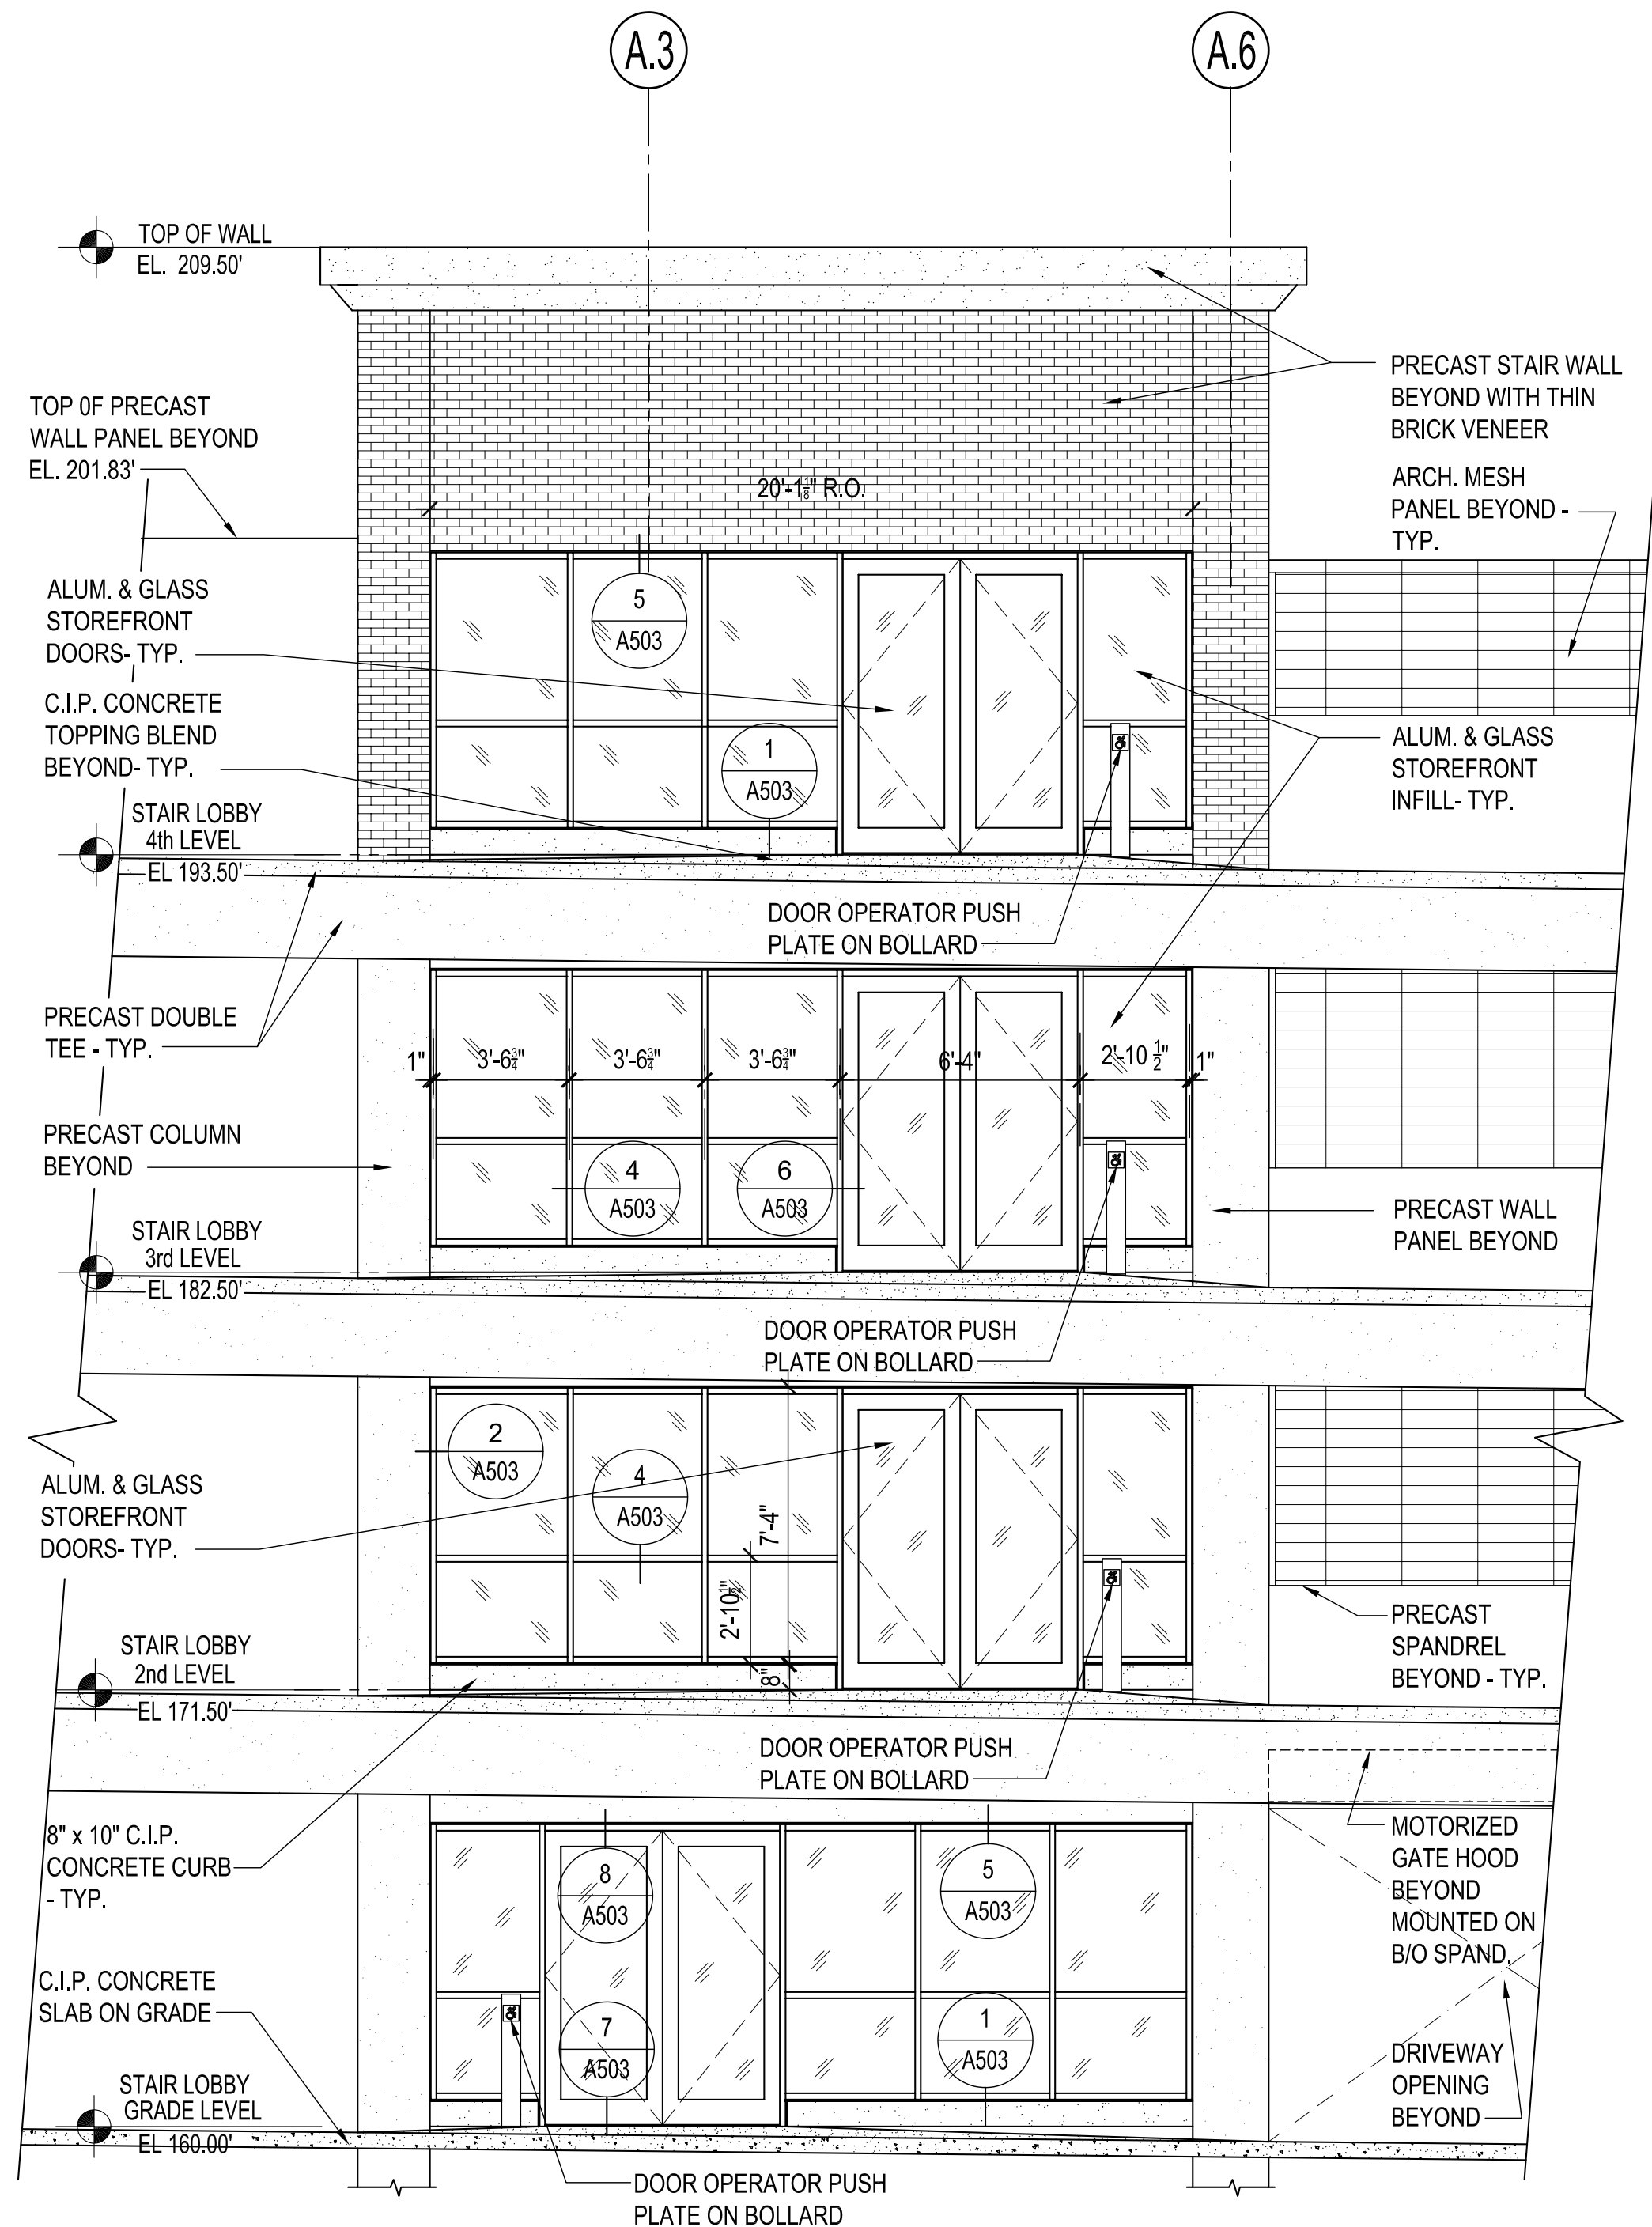 A.3
A.6
TOP OF WALL
EL. 209.50'
TOP 0F PRECAST
WALL PANEL BEYOND
EL. 201.83'
PRECAST STAIR WALL
BEYOND WITH THIN
BRICK VENEER
ARCH. MESH
PANEL BEYOND -
TYP.
20'-1⅛" R.O.
ALUM. & GLASS
STOREFRONT
DOORS- TYP.
5
A503
C.I.P. CONCRETE
TOPPING BLEND
BEYOND- TYP.
1
A503
ALUM. & GLASS
STOREFRONT
INFILL- TYP.
STAIR LOBBY
4th LEVEL
EL 193.50'
DOOR OPERATOR PUSH
PLATE ON BOLLARD
PRECAST DOUBLE
TEE - TYP.
1"
3'-6¾"
3'-6¾"
3'-6¾"
6'-4"
2'-10 ½"
1"
PRECAST COLUMN
BEYOND
4
A503
6
A503
PRECAST WALL
PANEL BEYOND
STAIR LOBBY
3rd LEVEL
EL 182.50'
DOOR OPERATOR PUSH
PLATE ON BOLLARD
2
A503
4
A503
ALUM. & GLASS
STOREFRONT
DOORS- TYP.
7'-4"
2'-10½"
8"
PRECAST
SPANDREL
BEYOND - TYP.
STAIR LOBBY
2nd LEVEL
EL 171.50'
DOOR OPERATOR PUSH
PLATE ON BOLLARD
8" x 10" C.I.P.
CONCRETE CURB
- TYP.
8
A503
5
A503
MOTORIZED
GATE HOOD
BEYOND
MOUNTED ON
B/O SPAND.
C.I.P. CONCRETE
SLAB ON GRADE
7
A503
1
A503
DRIVEWAY
OPENING
BEYOND
STAIR LOBBY
GRADE LEVEL
EL 160.00'
DOOR OPERATOR PUSH
PLATE ON BOLLARD